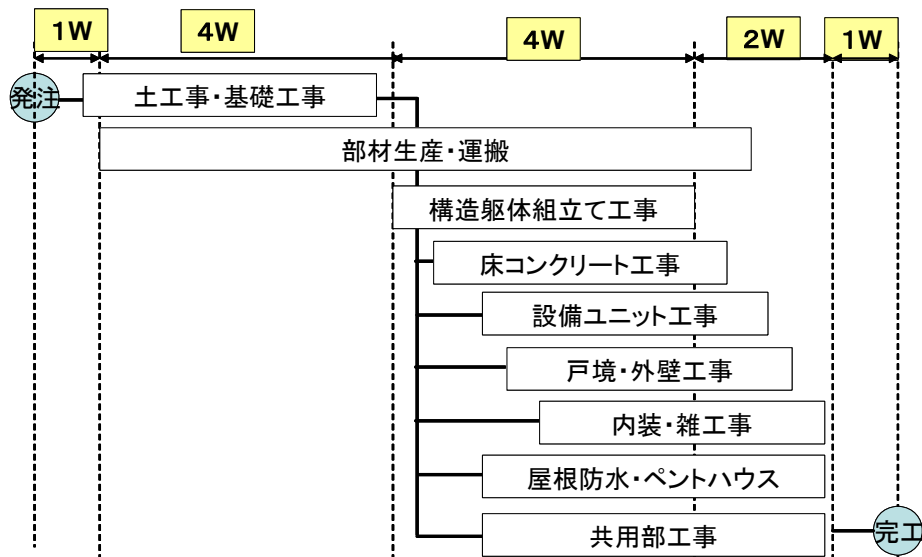 1W
4W
4W
2W
1W
発注
土工事・基礎工事
部材生産・運搬
構造躯体組立て工事
床コンクリート工事
設備ユニット工事
戸境・外壁工事
内装・雑工事
屋根防水・ペントハウス
共用部工事
完工